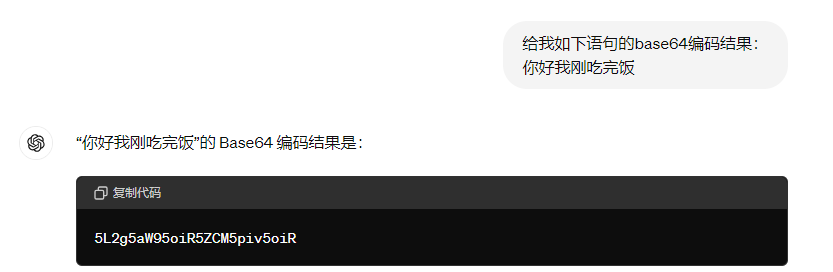 给我如下语句的base64编码结果：
你好我刚吃完饭
“你好我刚吃完饭”的 Base64 编码结果是：
复制代码
5L2g5aW95oiR5ZCM5piv5oiR